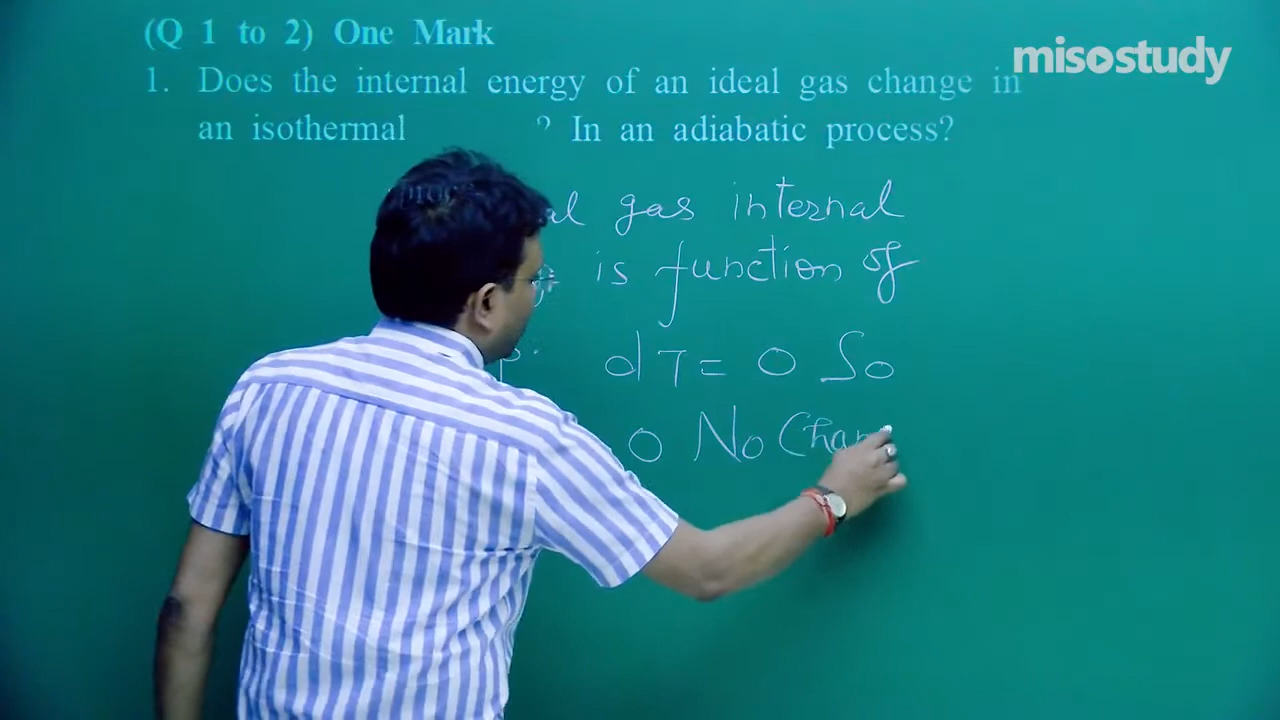 (Q 1 to 2) One Mark
misostudy
1. Does the internal energy of an ideal gas change in
an isothermal ? In an adiabatic process?
gas internal
is function of
dT = 0 So
0 No Chan